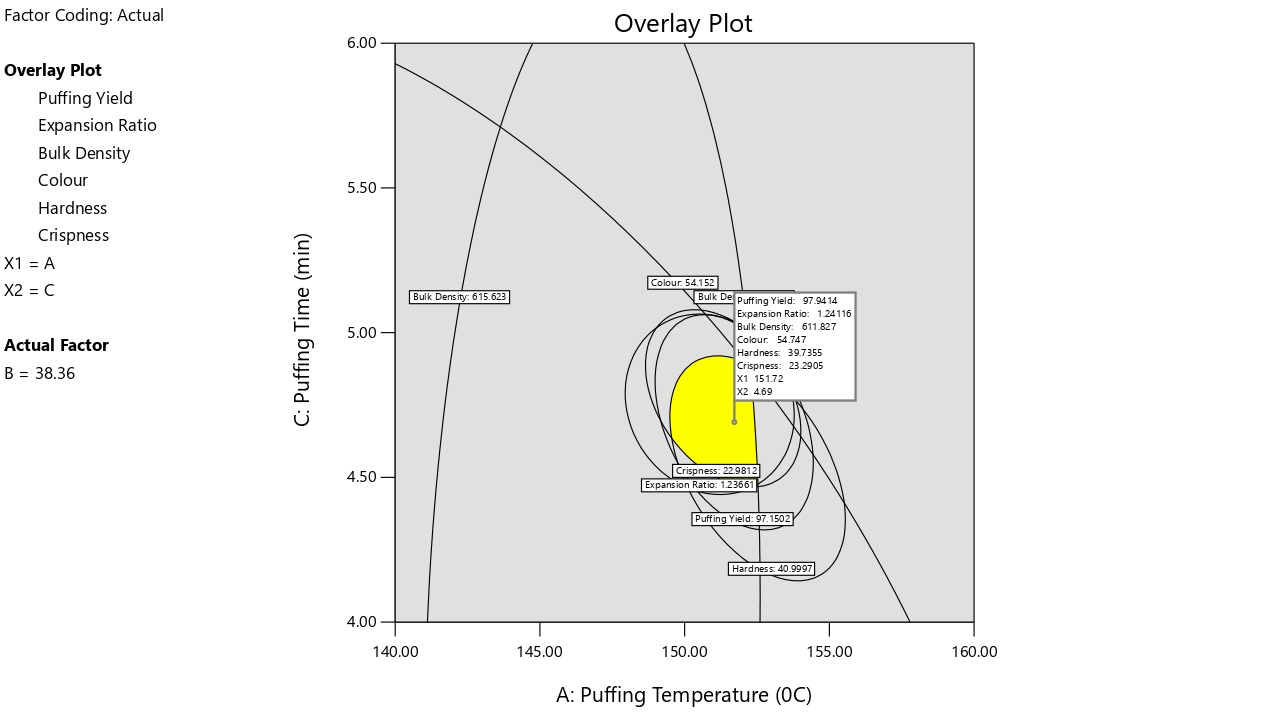 Factor Coding: Actual
Overlay Plot
Overlay Plot
Puffing Yield
Expansion Ratio
Bulk Density
Colour
Hardness
Crispness
X1 = A
X2 = C
Actual Factor
B = 38.36
C: Puffing Time (min)
6.00
5.50
5.00
4.50
4.00
Colour: 54.152
Bulk Density: 615.623
Bulk De
Puffing Yield: 97.9414
Expansion Ratio: 1.24116
Bulk Density: 611.827
Colour: 54.747
Hardness: 39.7355
Crispness: 23.2905
X1 151.72
X2 4.69
Crispness: 22.9812
Expansion Ratio: 1.23661
Puffing Yield: 97.1502
Hardness: 40.9997
140.00 145.00 150.00 155.00 160.00
A: Puffing Temperature (0C)